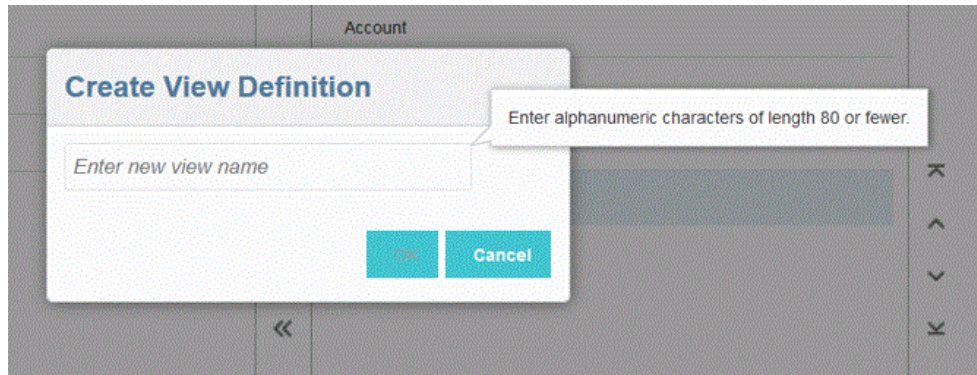 Account
Create View Definition
Enter alphanumeric characters of length 80 or fewer.
Enter new view name
OK
Cancel